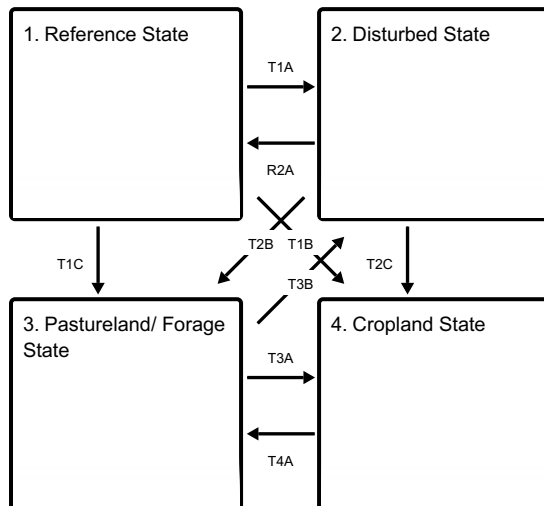 1. Reference State
2. Disturbed State
T1A
R2A
T2B
T1B
T1C
T2C
T3B
3. Pastureland/ Forage
State
4. Cropland State
T3A
T4A